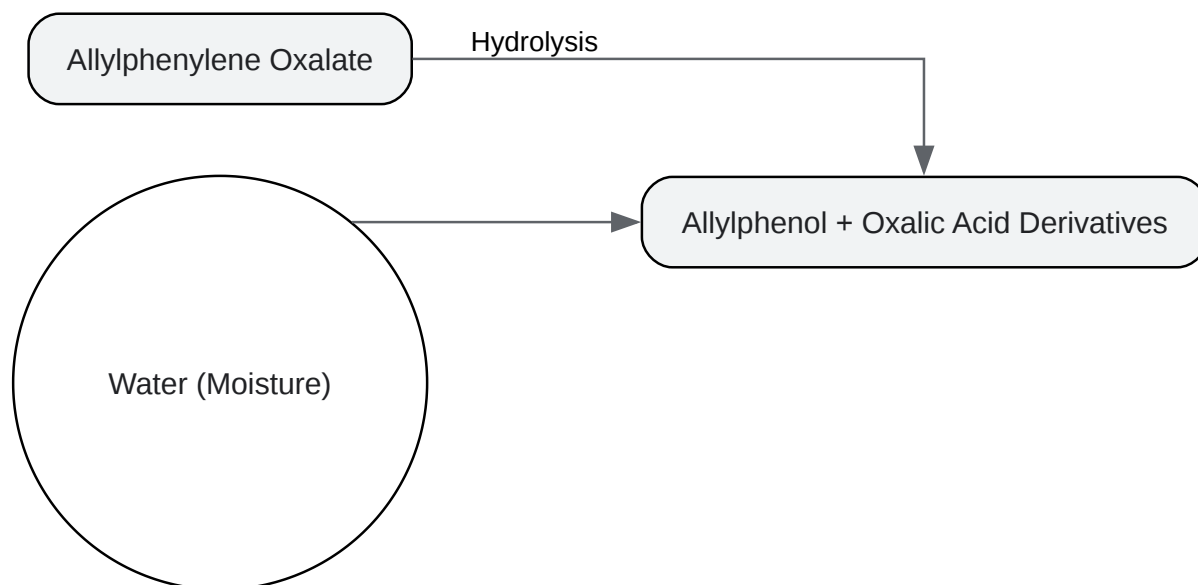 Allylphenylene Oxalate
Hydrolysis
Allylphenol + Oxalic Acid Derivatives
Water (Moisture)